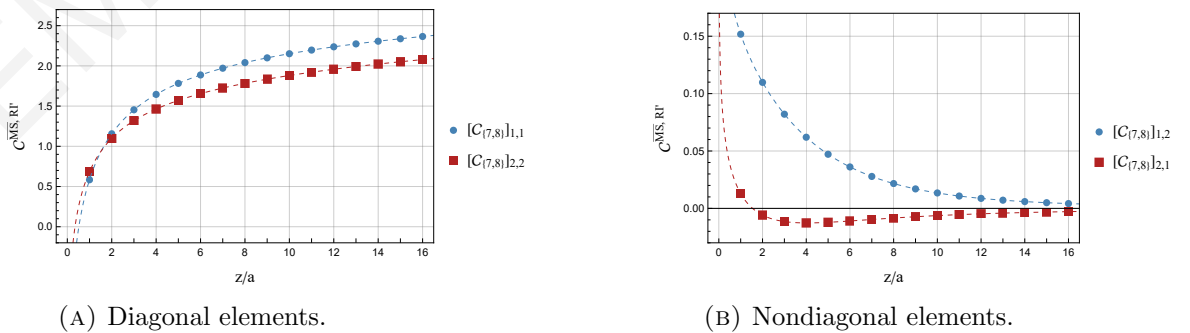 2.5
2.0
1.5
1.0
0.5
0.0
0 2 4 6 8 10 12 14 16
z/a
C^{\overline{MS}, RI'}
[C_{7,8}]_{1,1}
[C_{7,8}]_{2,2}
(A) Diagonal elements.
0.15
0.10
0.05
0.00
0 2 4 6 8 10 12 14 16
z/a
C^{\overline{MS}, RI'}
[C_{7,8}]_{1,2}
[C_{7,8}]_{2,1}
(B) Nondiagonal elements.